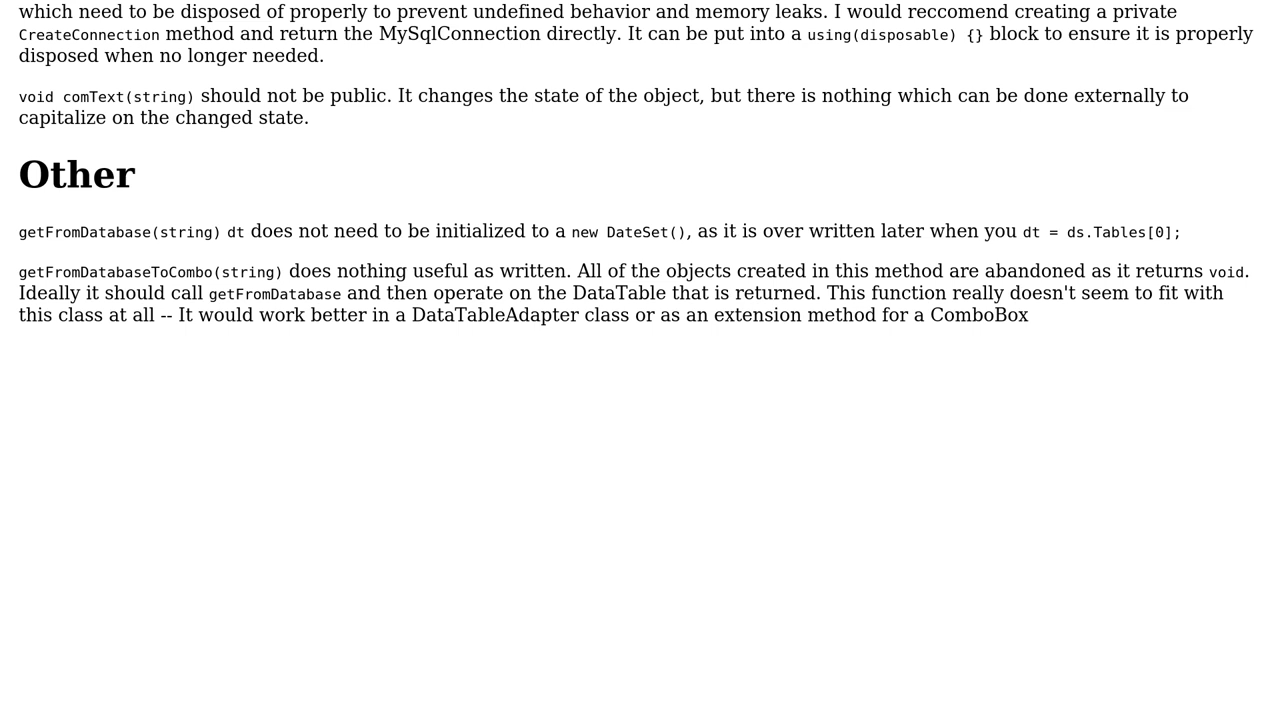 which need to be disposed of properly to prevent undefined behavior and memory leaks. I would reccomend creating a private
CreateConnection method and return the MySqlConnection directly. It can be put into a using(disposable) {} block to ensure it is properly
disposed when no longer needed.
void comText(string) should not be public. It changes the state of the object, but there is nothing which can be done externally to
capitalize on the changed state.
Other
getFromDatabase(string) dt does not need to be initialized to a new DateSet(), as it is over written later when you dt = ds.Tables[0];
getFromDatabaseToCombo(string) does nothing useful as written. All of the objects created in this method are abandoned as it returns void.
Ideally it should call getFromDatabase and then operate on the DataTable that is returned. This function really doesn't seem to fit with
this class at all -- It would work better in a DataTableAdapter class or as an extension method for a ComboBox